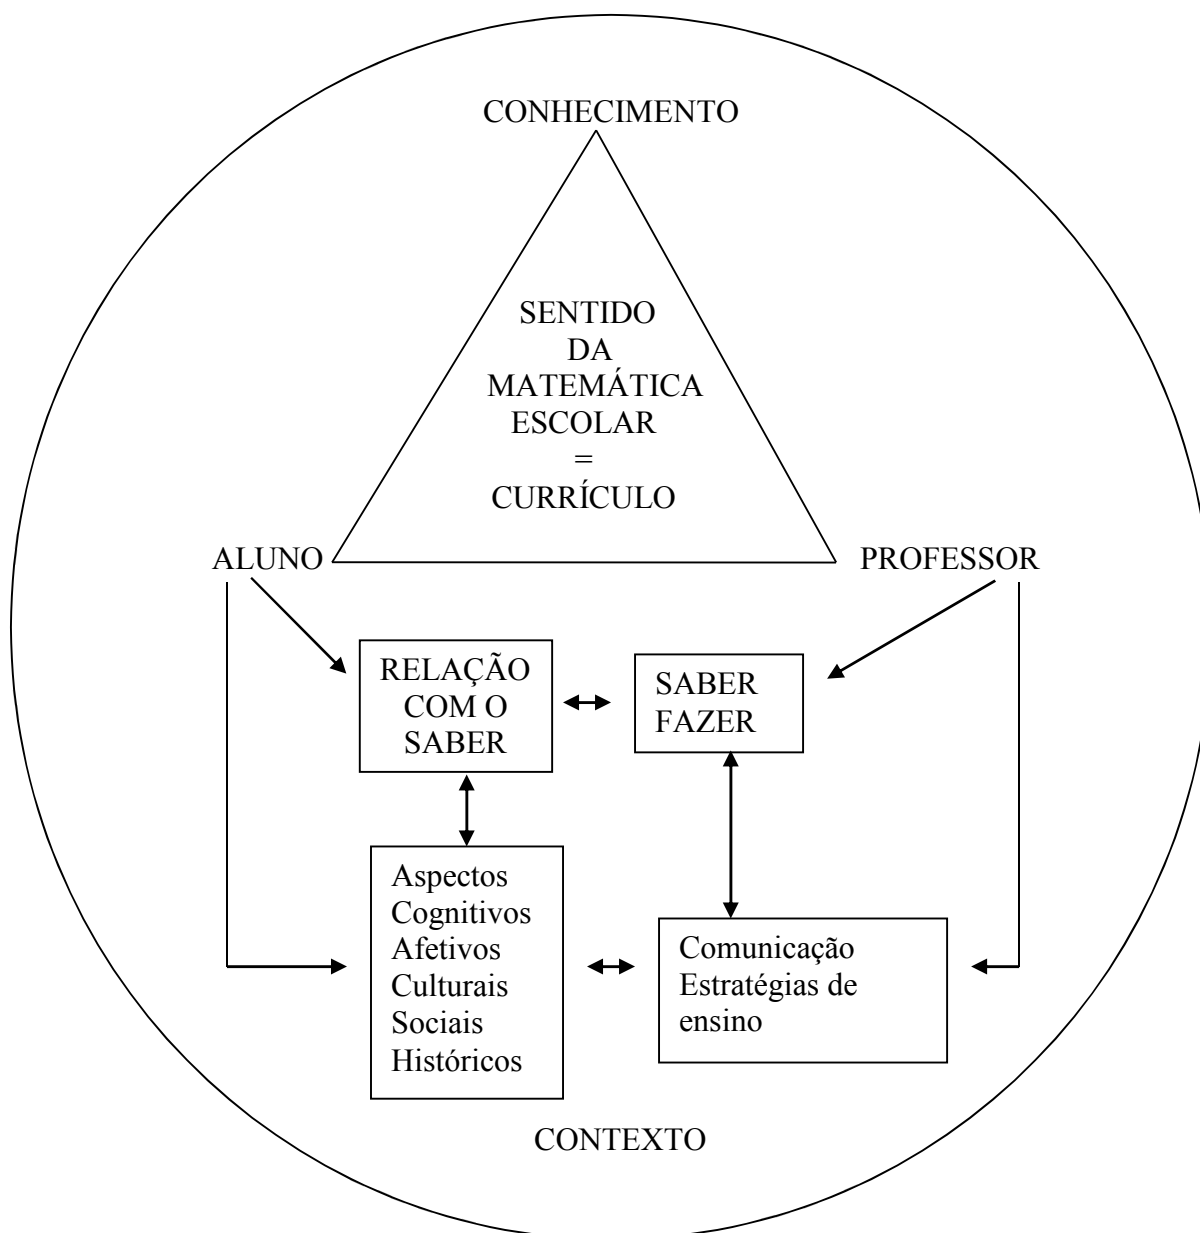 CONHECIMENTO
SENTIDO
DA
MATEMÁTICA
ESCOLAR
=
CURRÍCULO
ALUNO
PROFESSOR
RELAÇÃO
COM O
SABER
SABER
FAZER
Aspectos
Cognitivos
Afetivos
Culturais
Sociais
Históricos
Comunicação
Estratégias de
ensino
CONTEXTO